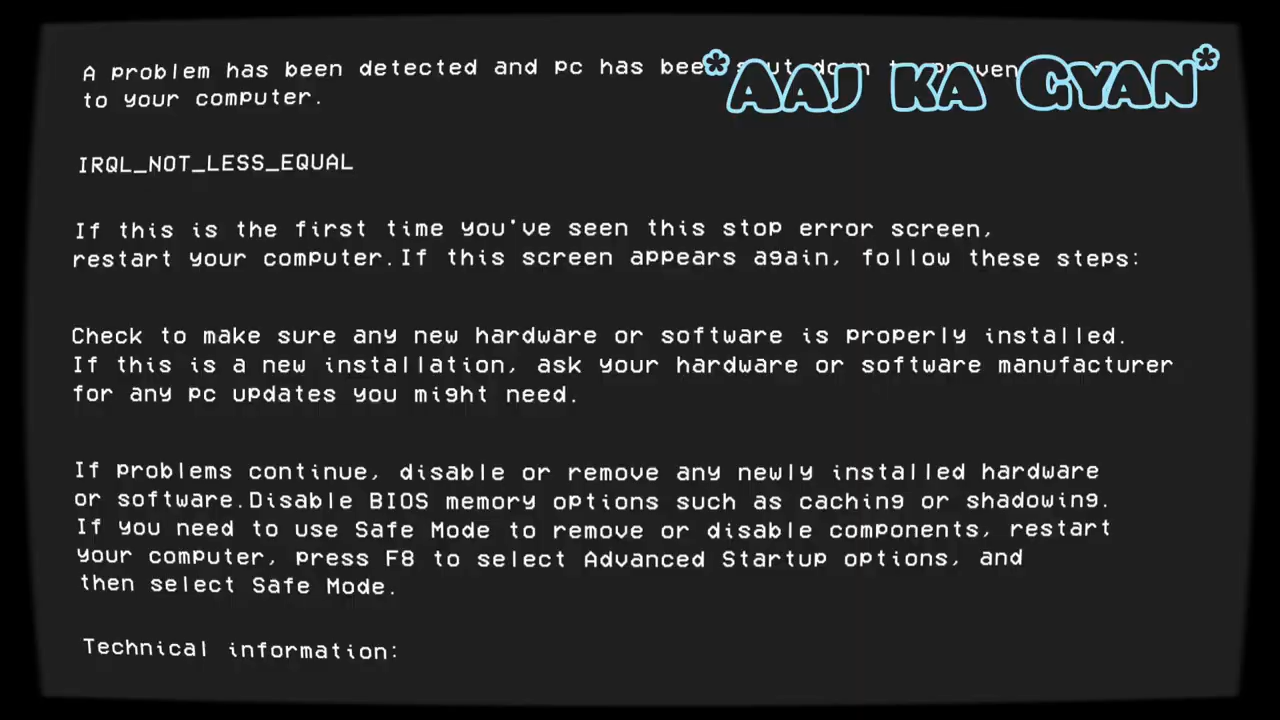 A problem has been detected and pc has been shut down to preven
*AAJ KA GYAN*
to your computer.
IRQL_NOT_LESS_EQUAL
If this is the first time you've seen this stop error screen,
restart your computer.If this screen appears again, follow these steps:
Check to make sure any new hardware or software is properly installed.
If this is a new installation, ask your hardware or software manufacturer
for any pc updates you might need.
If problems continue, disable or remove any newly installed hardware
or software.Disable BIOS memory options such as caching or shadowing.
If you need to use Safe Mode to remove or disable components, restart
your computer, press F8 to select Advanced Startup options, and
then select Safe Mode.
Technical information: